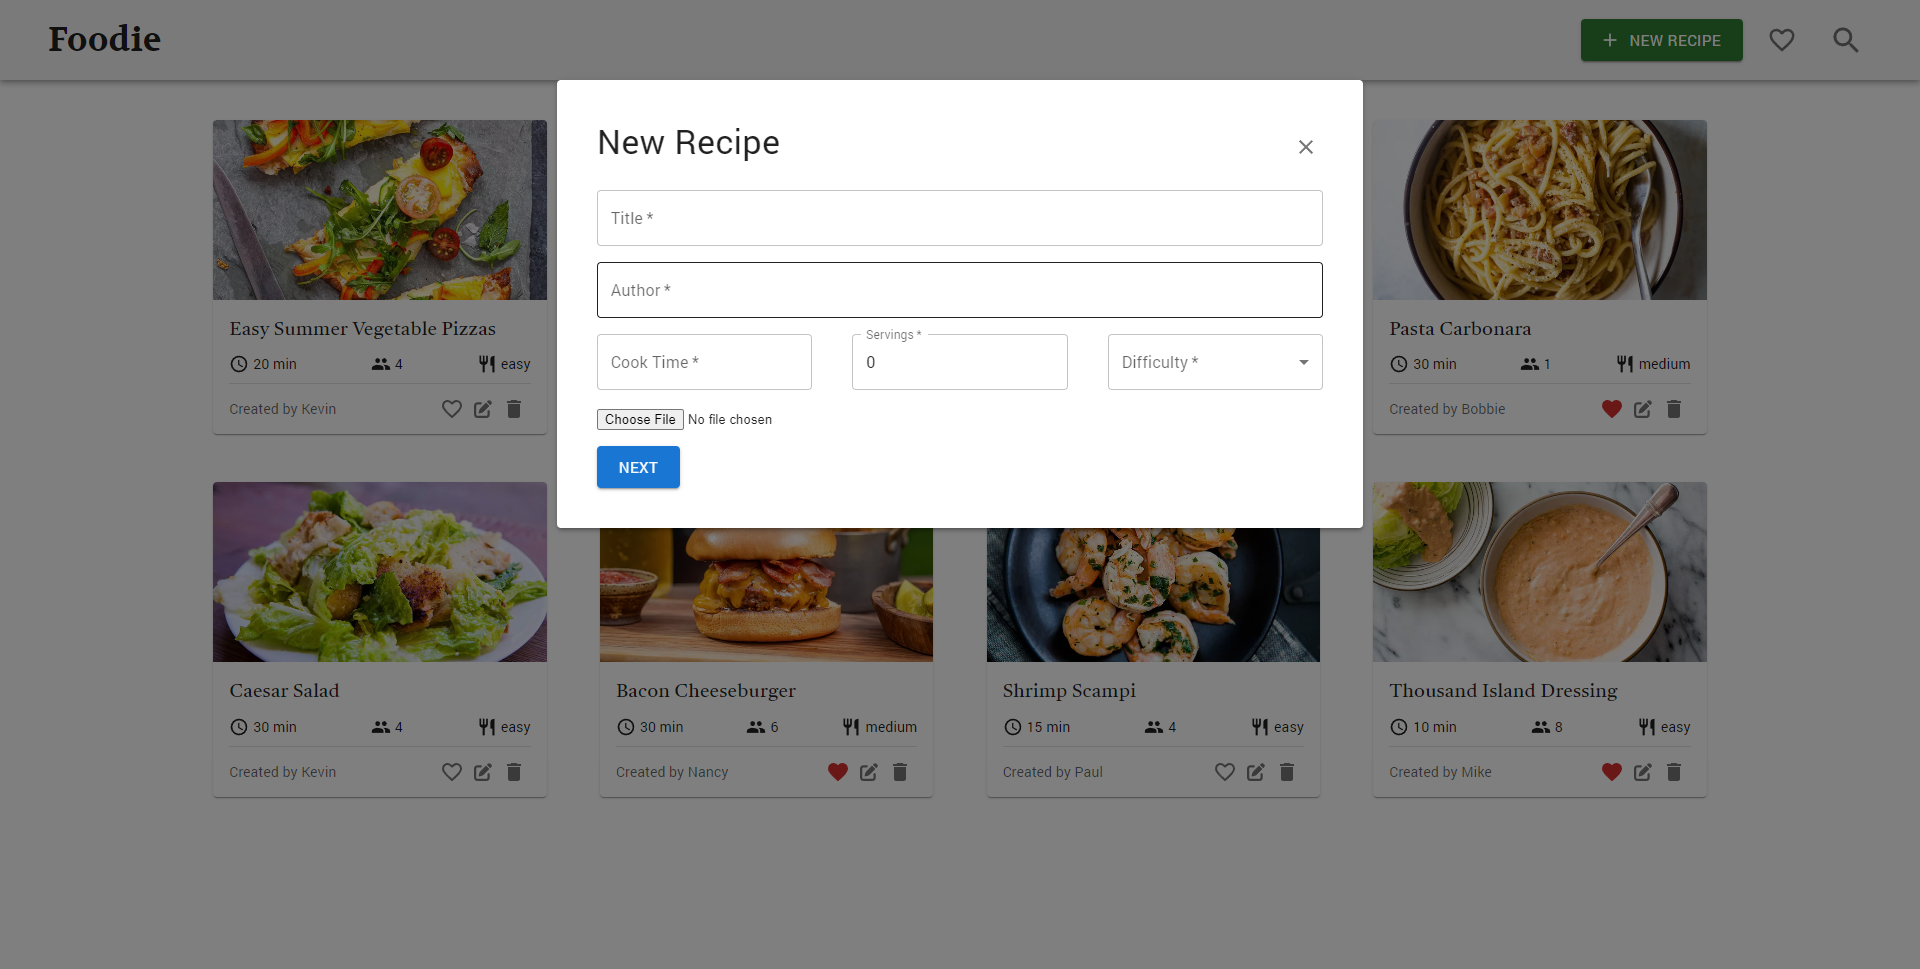 Foodie
NEW RECIPE
New Recipe
Title *
Author *
Cook Time *
Servings *
0
Difficulty *
Choose File No file chosen
NEXT
Easy Summer Vegetable Pizzas
20 min 4 easy
Created by Kevin
Pasta Carbonara
30 min 1 medium
Created by Bobbie
Caesar Salad
30 min 4 easy
Created by Kevin
Bacon Cheeseburger
30 min 6 medium
Created by Nancy
Shrimp Scampi
15 min 4 easy
Created by Paul
Thousand Island Dressing
10 min 8 easy
Created by Mike